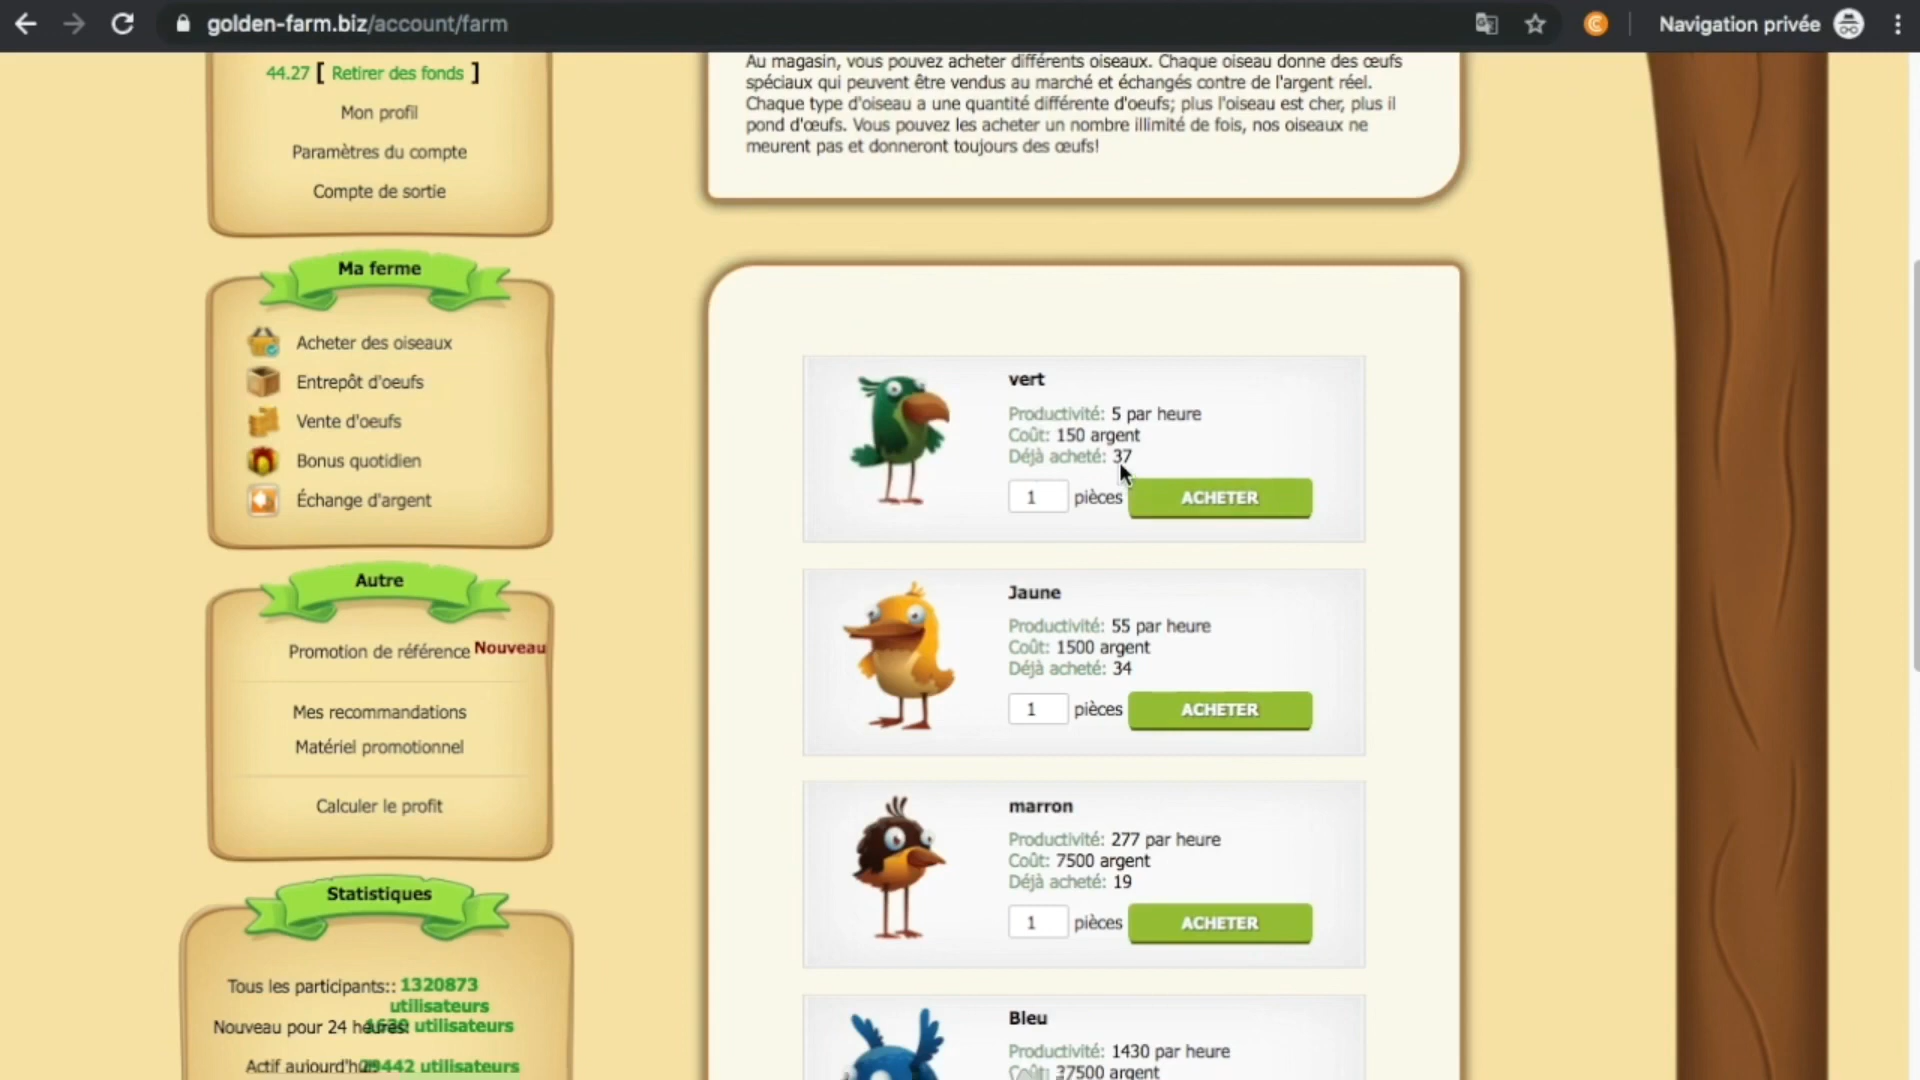 golden-farm.biz/account/farm
Navigation privée
44.27 [ Retirer des fonds ]
Mon profil
Paramètres du compte
Compte de sortie
Ma ferme
Acheter des oiseaux
Entrepôt d'oeufs
Vente d'oeufs
Bonus quotidien
Échange d'argent
Autre
Promotion de référence Nouveau
Mes recommandations
Matériel promotionnel
Calculer le profit
Statistiques
Tous les participants:: 1320873
utilisateurs
Nouveau pour 24 heures: utilisateurs
Actif aujourd'hui 29442 utilisateurs
Au magasin, vous pouvez acheter différents oiseaux. Chaque oiseau donne des œufs
spéciaux qui peuvent être vendus au marché et échangés contre de l'argent réel.
Chaque type d'oiseau a une quantité différente d'oeufs; plus l'oiseau est cher, plus il
pond d'œufs. Vous pouvez les acheter un nombre illimité de fois, nos oiseaux ne
meurent pas et donneront toujours des œufs!
vert
Productivité: 5 par heure
Coût: 150 argent
Déjà acheté: 37
1 pièces ACHETER
Jaune
Productivité: 55 par heure
Coût: 1500 argent
Déjà acheté: 34
1 pièces ACHETER
marron
Productivité: 277 par heure
Coût: 7500 argent
Déjà acheté: 19
1 pièces ACHETER
Bleu
Productivité: 1430 par heure
Coût: 37500 argent